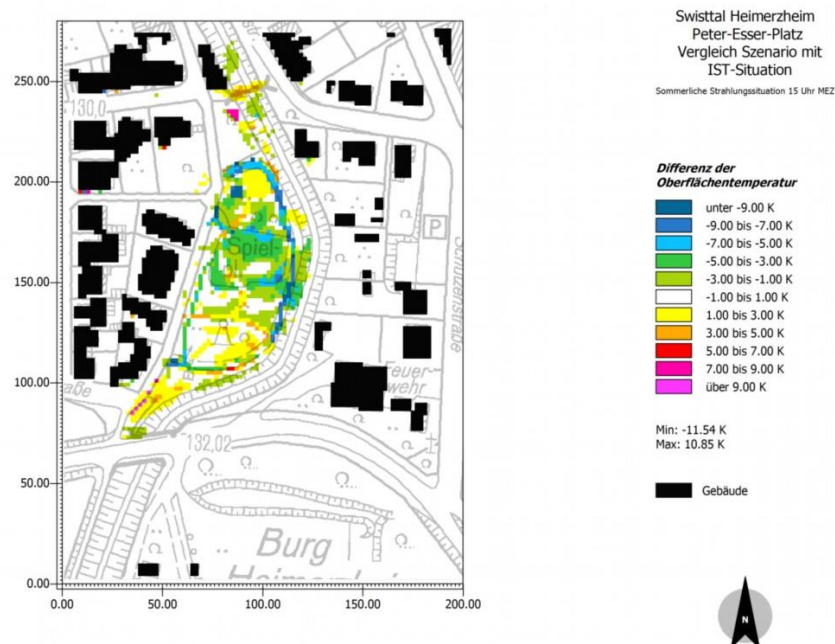 Swisttal Heimerzheim
Peter-Esser-Platz
Vergleich Szenario mit
IST-Situation
Sommerliche Strahlungssituation 15 Uhr MEZ
Differenz der
Oberflächentemperatur
unter -9.00 K
-9.00 bis -7.00 K
-7.00 bis -5.00 K
-5.00 bis -3.00 K
-3.00 bis -1.00 K
-1.00 bis 1.00 K
1.00 bis 3.00 K
3.00 bis 5.00 K
5.00 bis 7.00 K
7.00 bis 9.00 K
über 9.00 K
Min: -11.54 K
Max: 10.85 K
Gebäude
N
250.00
200.00
150.00
100.00
50.00
0.00
0.00 50.00 100.00 150.00 200.00
130,0
Spiel-
P
Schützenstraße
Feuer-
wehr
aße
132,02
Burg